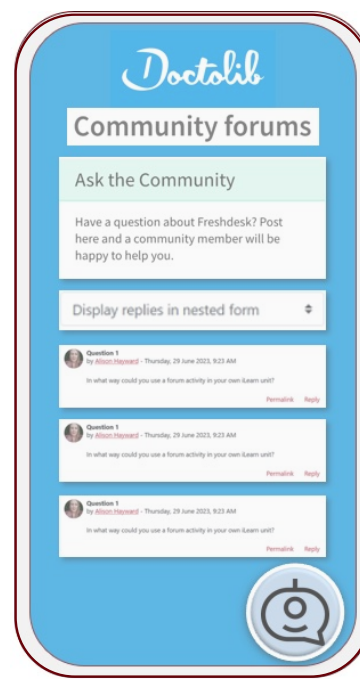 Doctolib
Community forums
Ask the Community
Have a question about Freshdesk? Post
here and a community member will be
happy to help you.
Display replies in nested form
Question 1
by Alison Hayward - Thursday, 29 June 2023, 9:23 AM
In what way could you use a forum activity in your own iLearn unit?
Permalink Reply
Question 1
by Alison Hayward - Thursday, 29 June 2023, 9:23 AM
In what way could you use a forum activity in your own iLearn unit?
Permalink Reply
Question 1
by Alison Hayward - Thursday, 29 June 2023, 9:23 AM
In what way could you use a forum activity in your own iLearn unit?
Permalink Reply